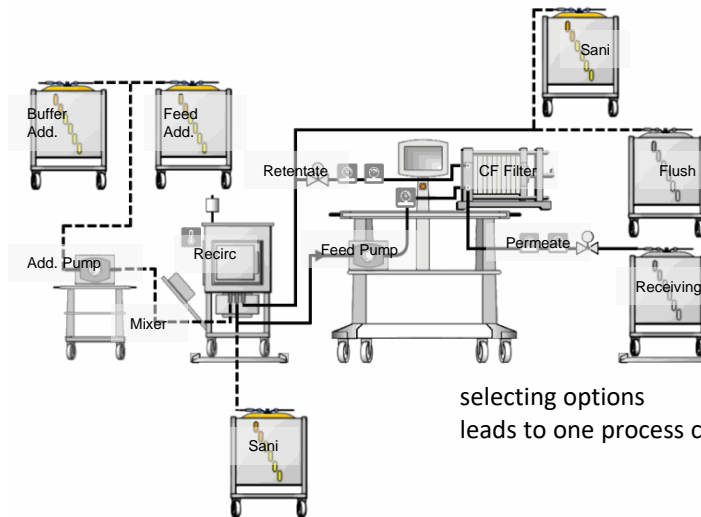 Sani
Buffer
Add.
Feed
Add.
Retentate
CF Filter
Flush
Add. Pump
Recirc
Feed Pump
Permeate
Receiving
Mixer
selecting options
leads to one process c
Sani